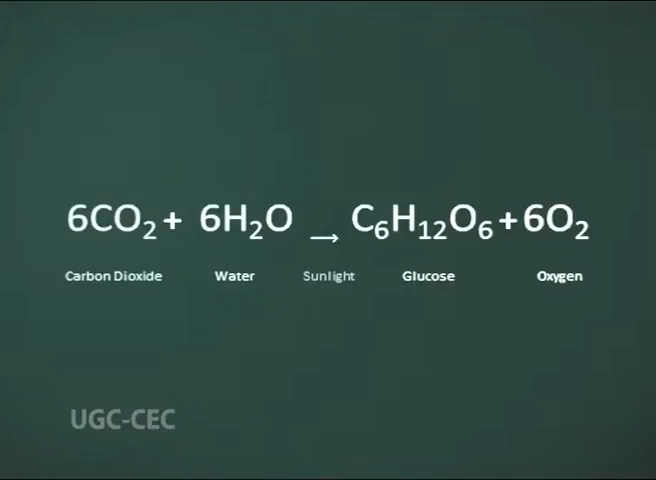 6CO₂ + 6H₂O → C₆H₁₂O₆ + 6O₂
Carbon Dioxide Water Sunlight Glucose Oxygen
UGC-CEC